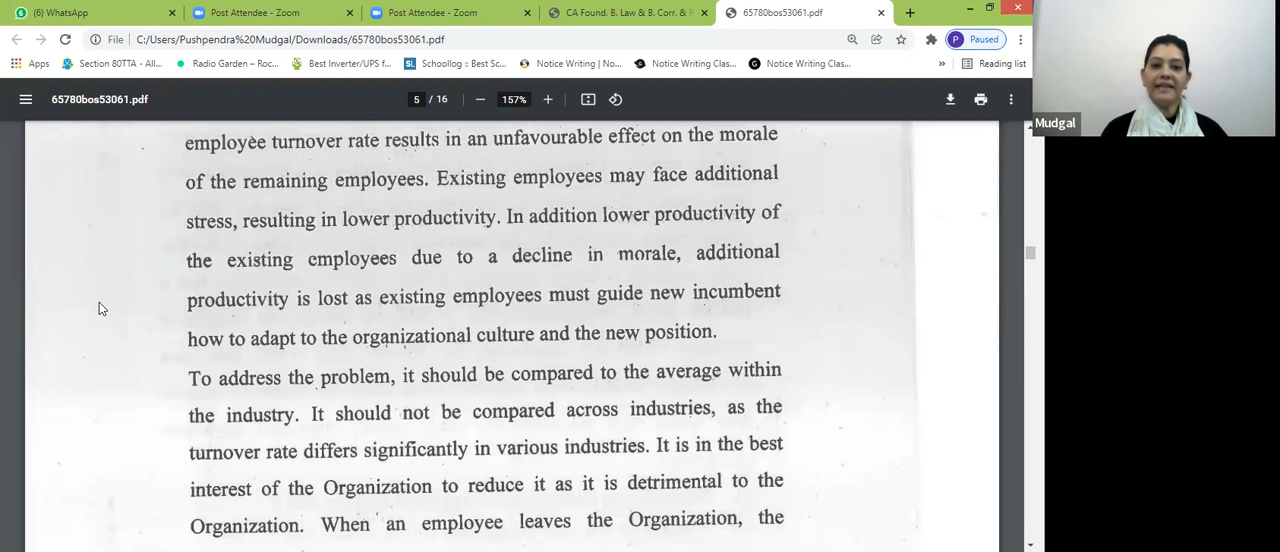 (6) WhatsApp
Post Attendee - Zoom
Post Attendee - Zoom
CA Found. B. Law & B. Corr. & R
65780bos53061.pdf
File C:/Users/Pushpendra%20Mudgal/Downloads/65780bos53061.pdf
P Paused
Apps
Section 80TTA - All...
Radio Garden – Roc...
Best Inverter/UPS f...
SL Schoollog :: Best Sc...
Notice Writing | No...
Notice Writing Clas...
Notice Writing Clas...
»
Reading list
65780bos53061.pdf
5 / 16
157%
Mudgal
employee turnover rate results in an unfavourable effect on the morale
of the remaining employees. Existing employees may face additional
stress, resulting in lower productivity. In addition lower productivity of
the existing employees due to a decline in morale, additional
productivity is lost as existing employees must guide new incumbent
how to adapt to the organizational culture and the new position.
To address the problem, it should be compared to the average within
the industry. It should not be compared across industries, as the
turnover rate differs significantly in various industries. It is in the best
interest of the Organization to reduce it as it is detrimental to the
Organization. When an employee leaves the Organization, the